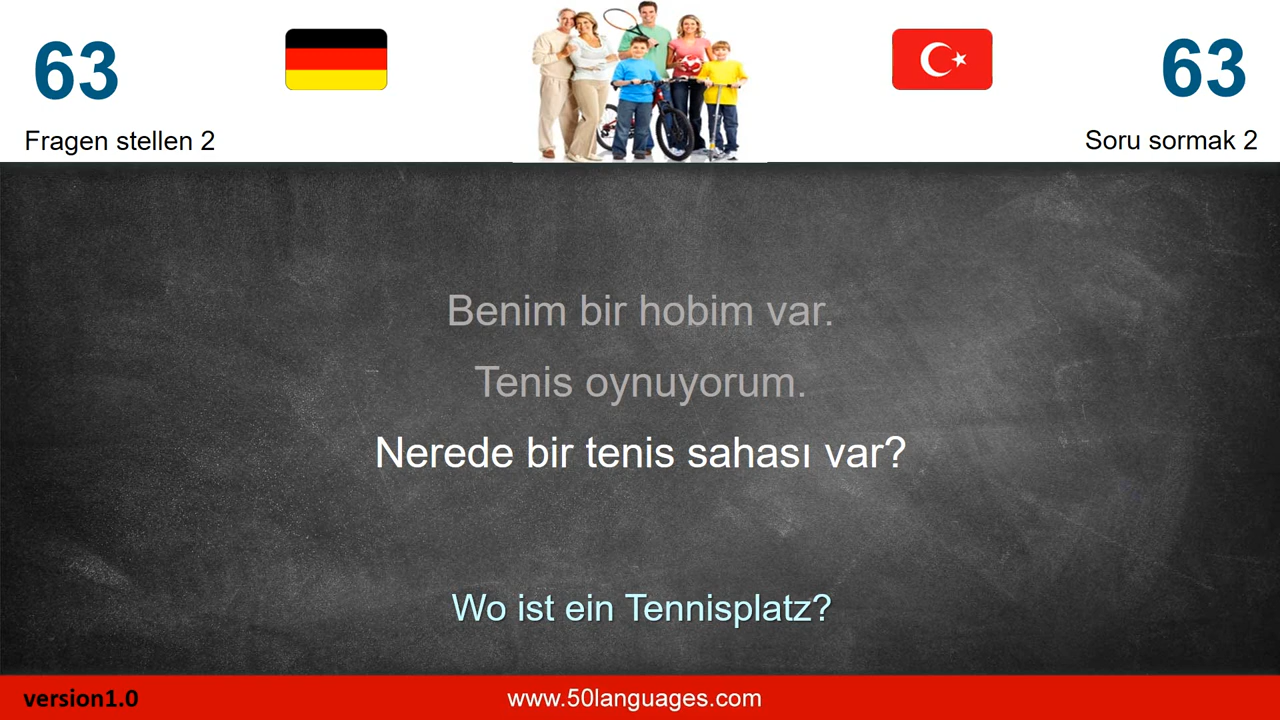 63
63
Fragen stellen 2
Soru sormak 2
Benim bir hobim var.
Tenis oynuyorum.
Nerede bir tenis sahası var?
Wo ist ein Tennisplatz?
version1.0
www.50languages.com